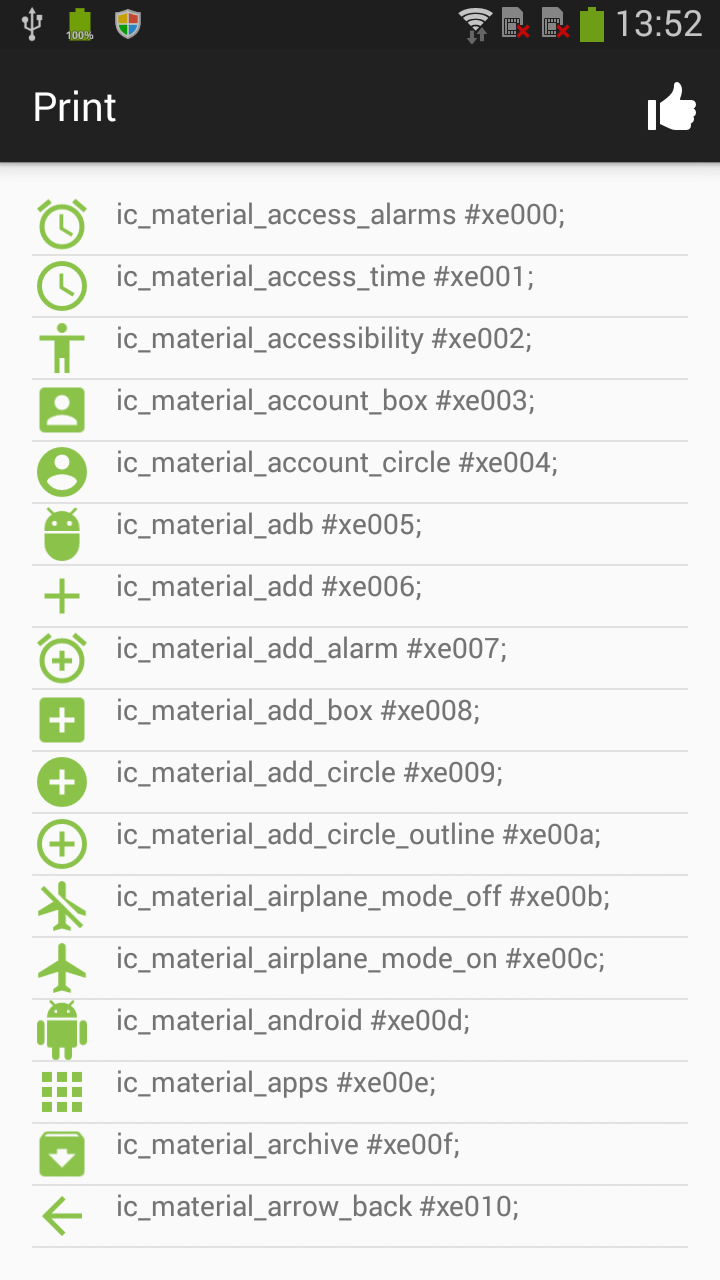 100%
13:52
Print
ic_material_access_alarms #xe000;
ic_material_access_time #xe001;
ic_material_accessibility #xe002;
ic_material_account_box #xe003;
ic_material_account_circle #xe004;
ic_material_adb #xe005;
ic_material_add #xe006;
ic_material_add_alarm #xe007;
ic_material_add_box #xe008;
ic_material_add_circle #xe009;
ic_material_add_circle_outline #xe00a;
ic_material_airplane_mode_off #xe00b;
ic_material_airplane_mode_on #xe00c;
ic_material_android #xe00d;
ic_material_apps #xe00e;
ic_material_archive #xe00f;
ic_material_arrow_back #xe010;